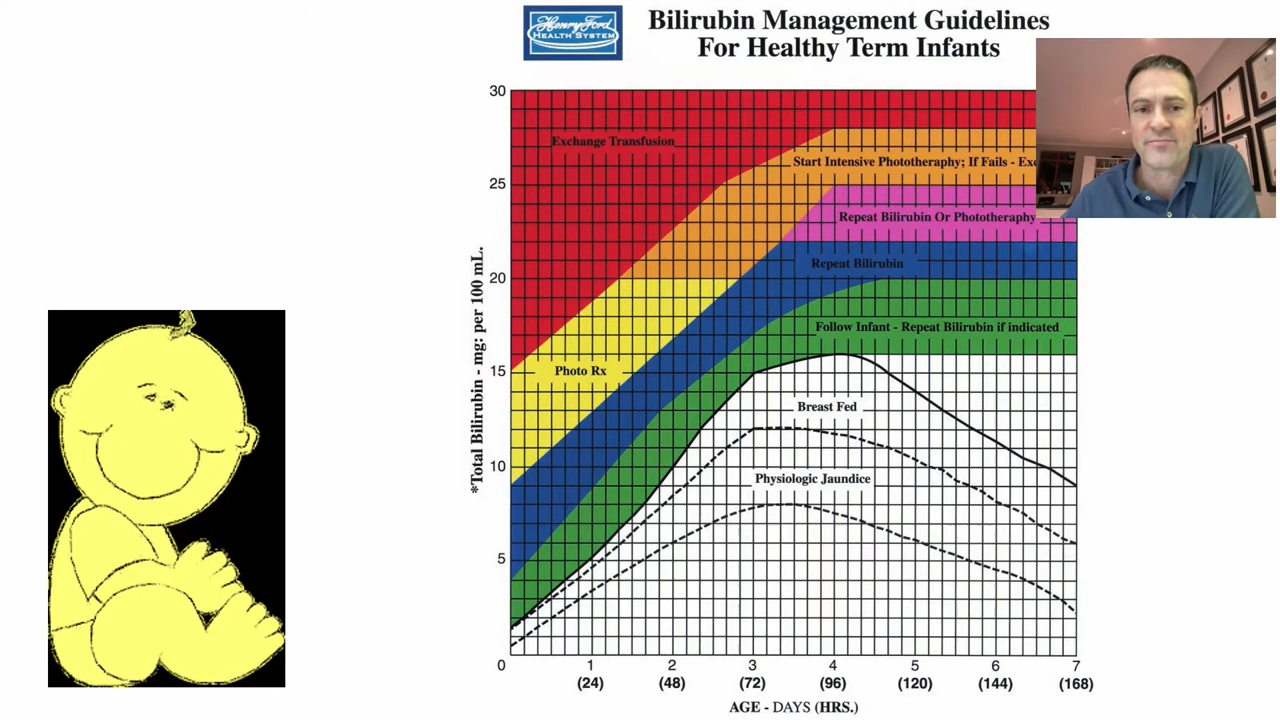 Henry Ford
HEALTH SYSTEM
Bilirubin Management Guidelines
For Healthy Term Infants
*Total Bilirubin - mg: per 100 mL.
30
25
20
15
10
5
0
Exchange Transfusion
Start Intensive Phototherapy; If Fails -
Repeat Bilirubin Or Phototherapy
Repeat Bilirubin
Follow Infant - Repeat Bilirubin if indicated
Photo Rx
Breast Fed
Physiologic Jaundice
1 2 3 4 5 6 7
(24) (48) (72) (96) (120) (144) (168)
AGE - DAYS (HRS.)